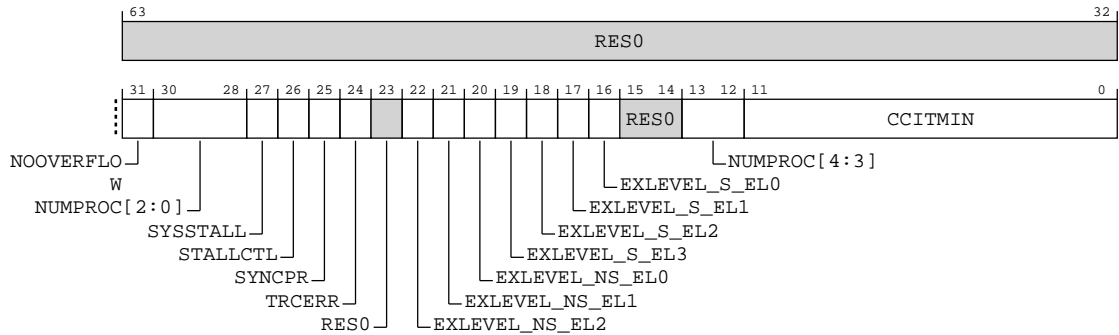 63 32
RES0
31 30 28 27 26 25 24 23 22 21 20 19 18 17 16 15 14 13 12 11 0
RES0 CCITMIN
NOOVERFLO NUMPROC[4:3]
W EXLEVEL_S_EL0
NUMPROC[2:0] EXLEVEL_S_EL1
SYSSTALL EXLEVEL_S_EL2
STALLCTL EXLEVEL_S_EL3
SYNCPR EXLEVEL_NS_EL0
TRCERR EXLEVEL_NS_EL1
RES0 EXLEVEL_NS_EL2